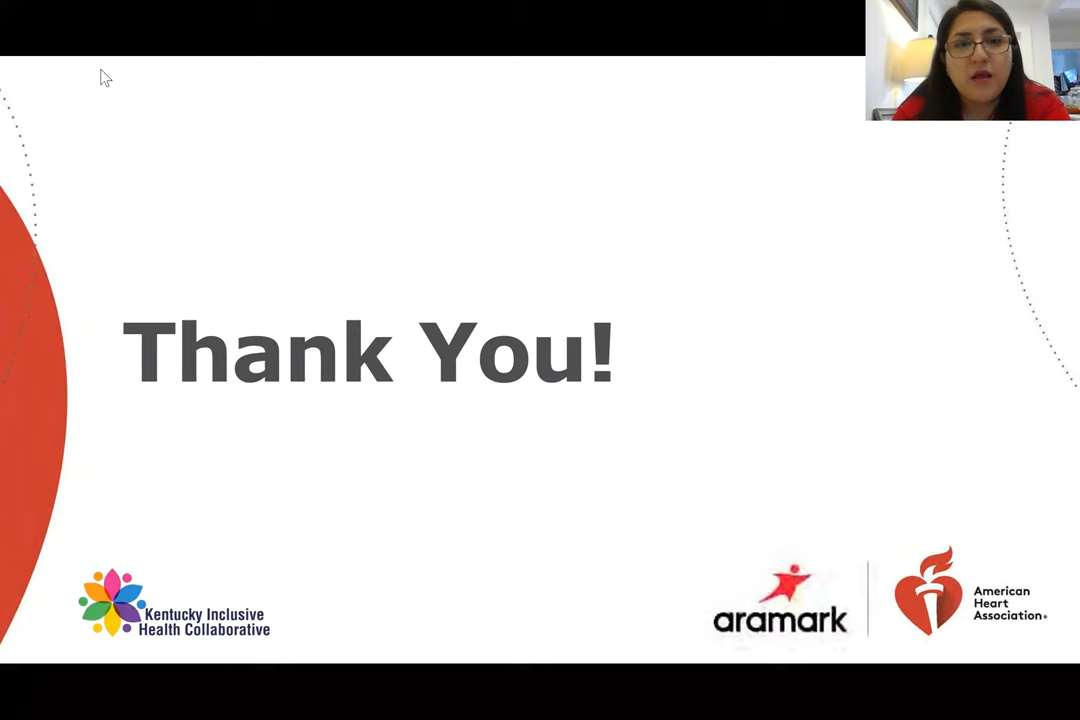 Thank You!
Kentucky Inclusive
Health Collaborative
aramark
American
Heart
Association®